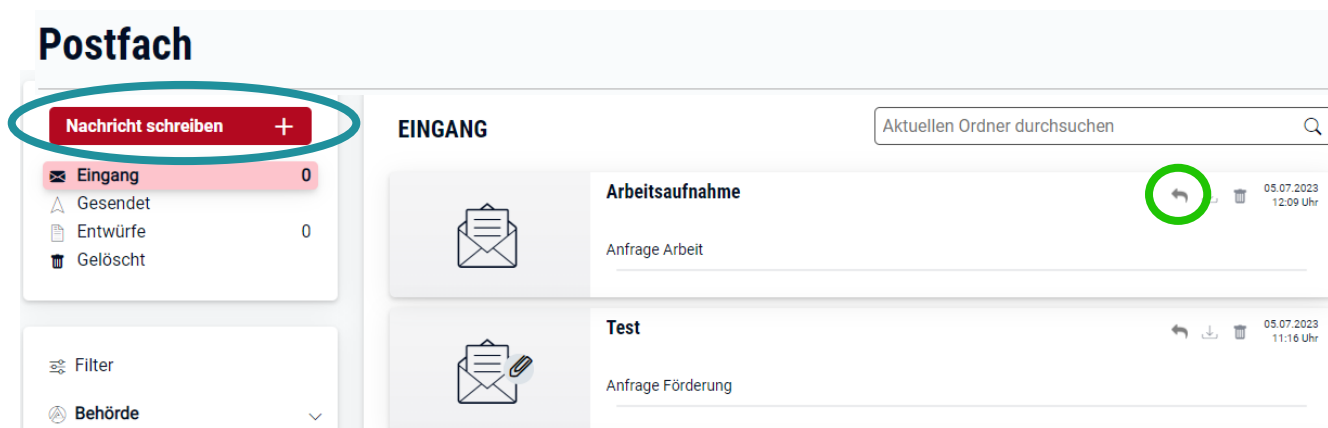 Postfach
Nachricht schreiben +
Eingang 0
Gesendet
Entwürfe 0
Gelöscht
Filter
Behörde
EINGANG
Aktuellen Ordner durchsuchen
Arbeitsaufnahme
05.07.2023
12:09 Uhr
Anfrage Arbeit
Test
05.07.2023
11:16 Uhr
Anfrage Förderung